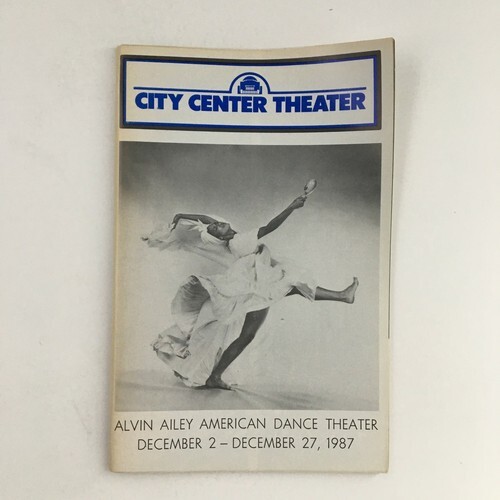 CITY CENTER THEATER
ALVIN AILEY AMERICAN DANCE THEATER
DECEMBER 2 – DECEMBER 27, 1987